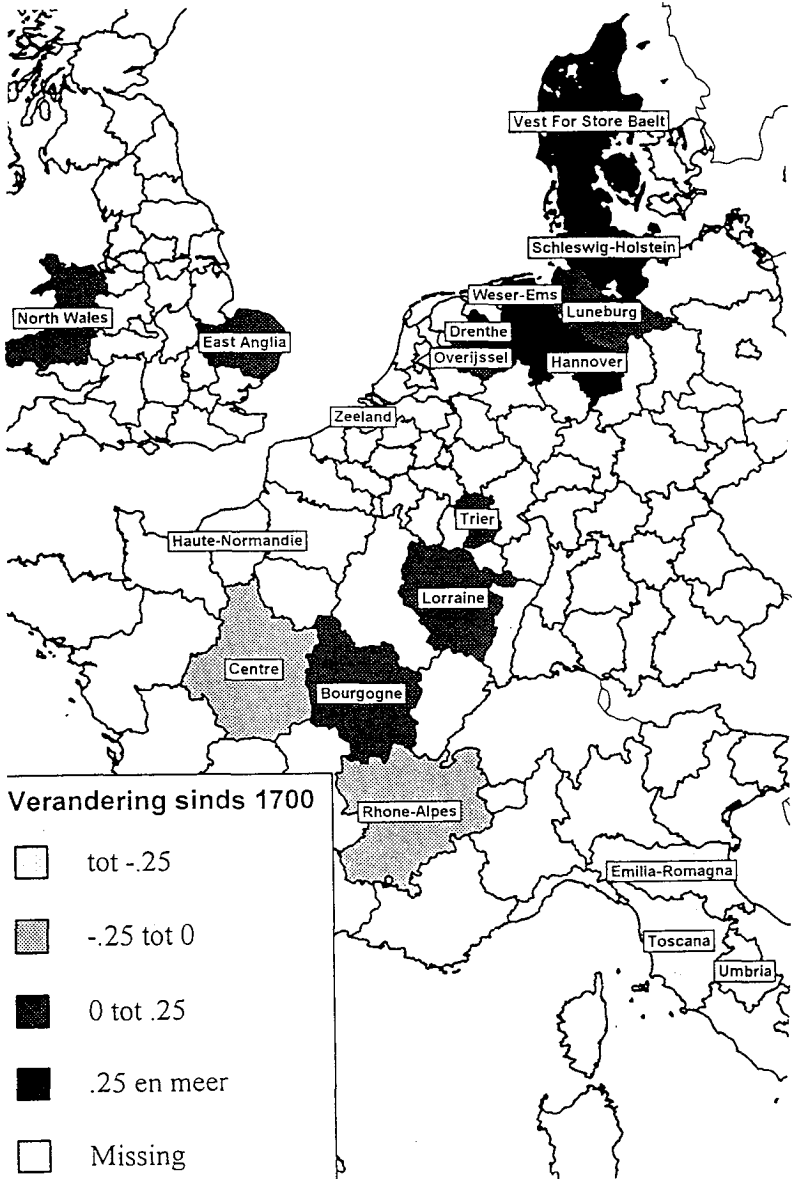 Vest For Store Baelt
Schleswig-Holstein
Weser-Ems
North Wales
Luneburg
Drenthe
East Anglia
Overijssel
Hannover
Zeeland
Trier
Haute-Normandie
Lorraine
Centre
Bourgogne
Verandering sinds 1700
Rhone-Alpes
tot -.25
Emilia-Romagna
-.25 tot 0
Toscana
Umbria
0 tot .25
.25 en meer
Missing